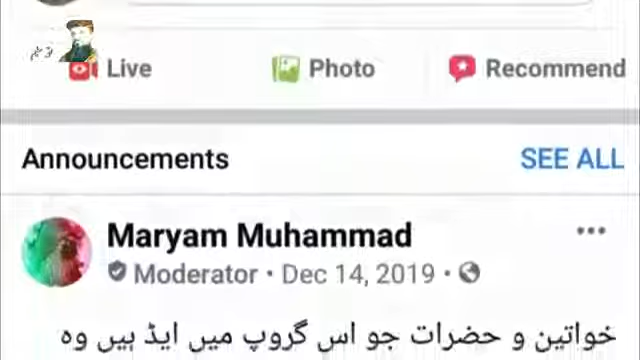 Live
Photo
Recommend
Announcements
SEE ALL
Maryam Muhammad
Moderator • Dec 14, 2019 •
خواتین و حضرات جو اس گروپ میں ایڈ ہیں وہ